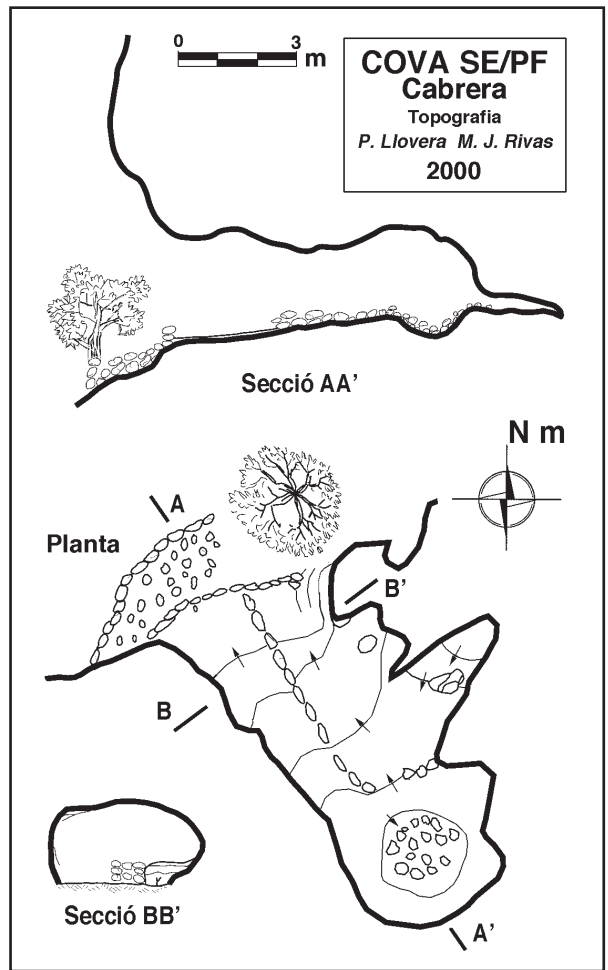 0 3
m
COVA SE/PF
Cabrera
Topografia
P. Llovera M. J. Rivas
2000
Secció AA’
N m
A
Planta
B’
B
Secció BB’
A’